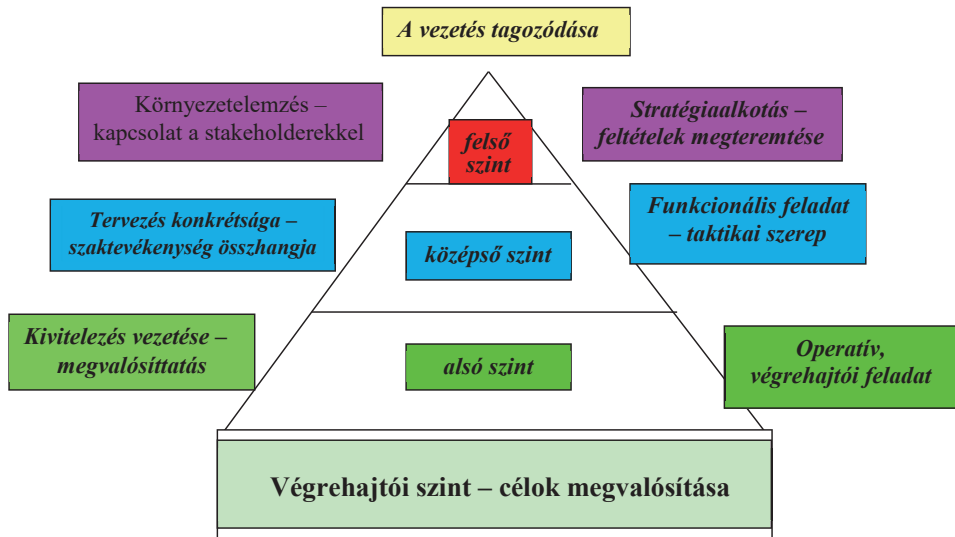 A vezetés tagozódása
Környezetelemzés –
kapcsolat a stakeholderekkel
Stratégiaalkotás –
feltételek megteremtése
felső
szint
Tervezés konkrétsága –
szaktevékenység összhangja
Funkcionális feladat
– taktikai szerep
középső szint
Kivitelezés vezetése –
megvalósíttatás
alsó szint
Operatív,
végrehajtói feladat
Végrehajtói szint – célok megvalósítása